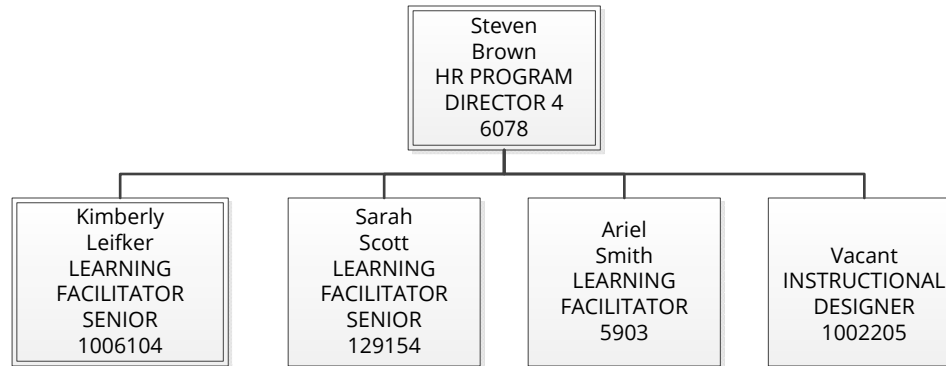 Steven
Brown
HR PROGRAM
DIRECTOR 4
6078
Kimberly
Leifker
LEARNING
FACILITATOR
SENIOR
1006104
Sarah
Scott
LEARNING
FACILITATOR
SENIOR
129154
Ariel
Smith
LEARNING
FACILITATOR
5903
Vacant
INSTRUCTIONAL
DESIGNER
1002205